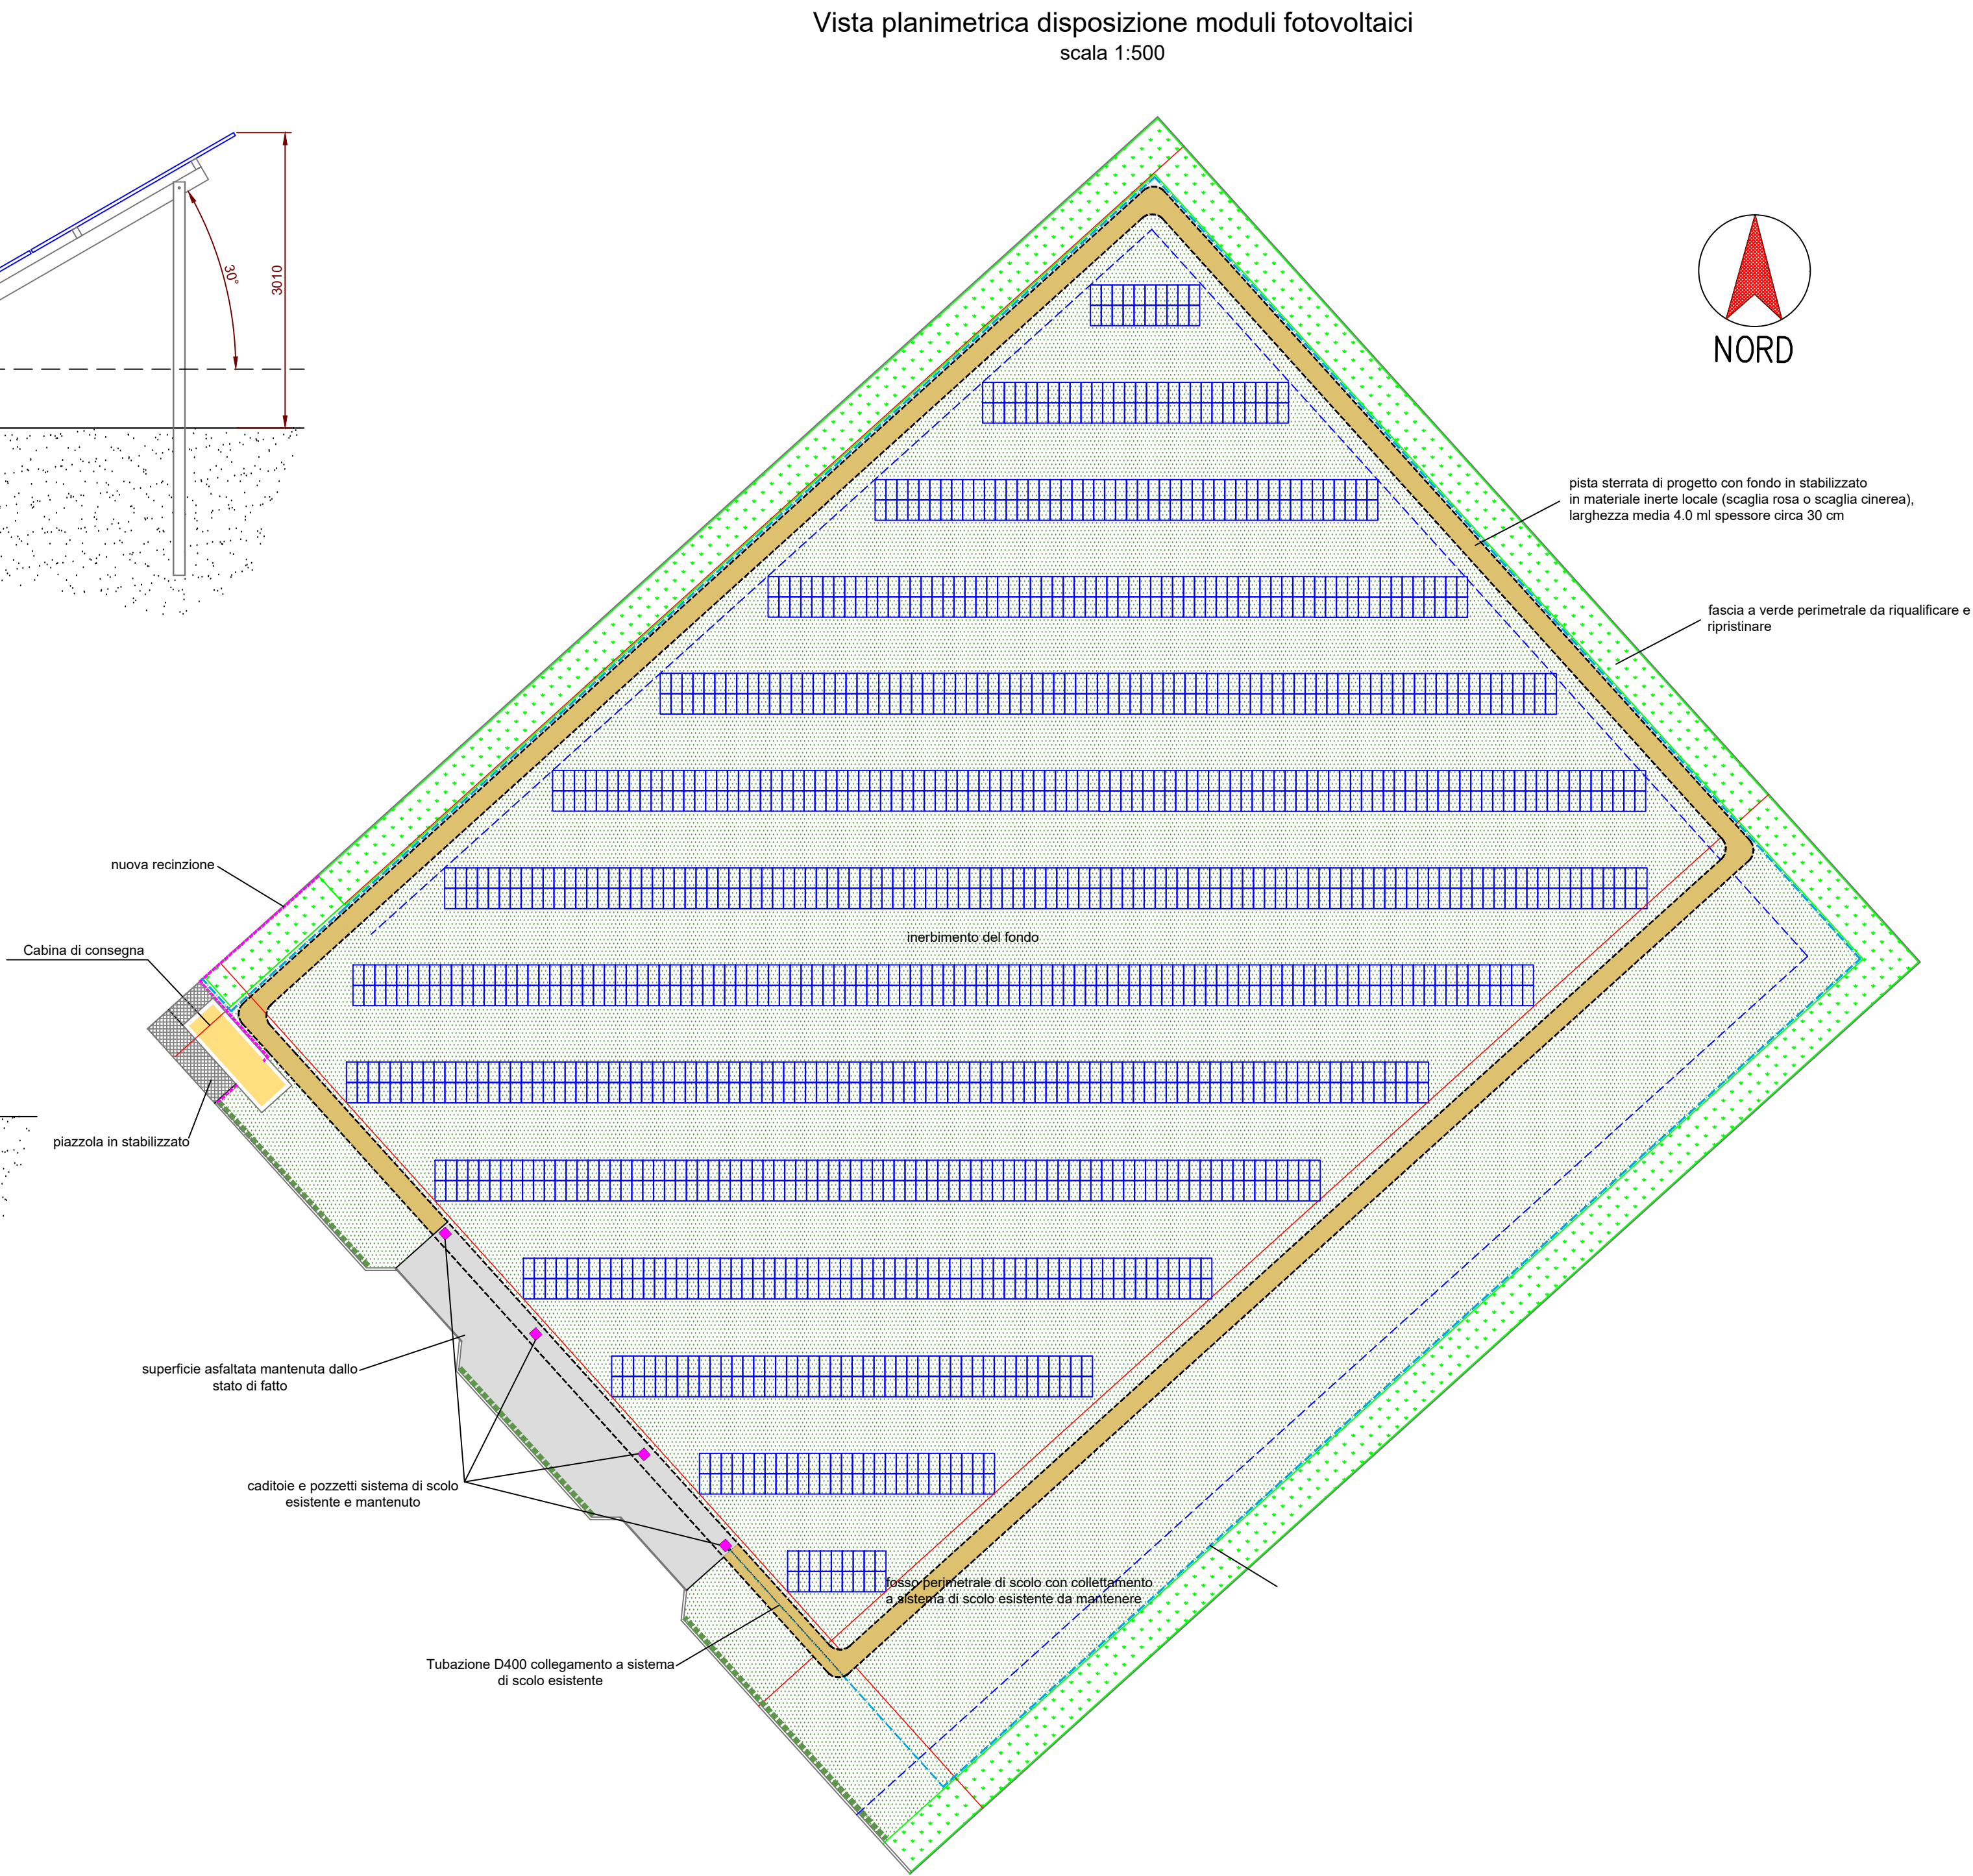 Vista planimetrica disposizione moduli fotovoltaici
scala 1:500
30°
3010
NORD
pista sterrata di progetto con fondo in stabilizzato
in materiale inerte locale (scaglia rosa o scaglia cinerea),
larghezza media 4.0 ml spessore circa 30 cm
fascia a verde perimetrale da riqualificare e
ripristinare
nuova recinzione
Cabina di consegna
inerbimento del fondo
piazzola in stabilizzato
superficie asfaltata mantenuta dallo
stato di fatto
caditoie e pozzetti sistema di scolo
esistente e mantenuto
fosso perimetrale di scolo con collettamento
a sistema di scolo esistente da mantenere
Tubazione D400 collegamento a sistema
di scolo esistente